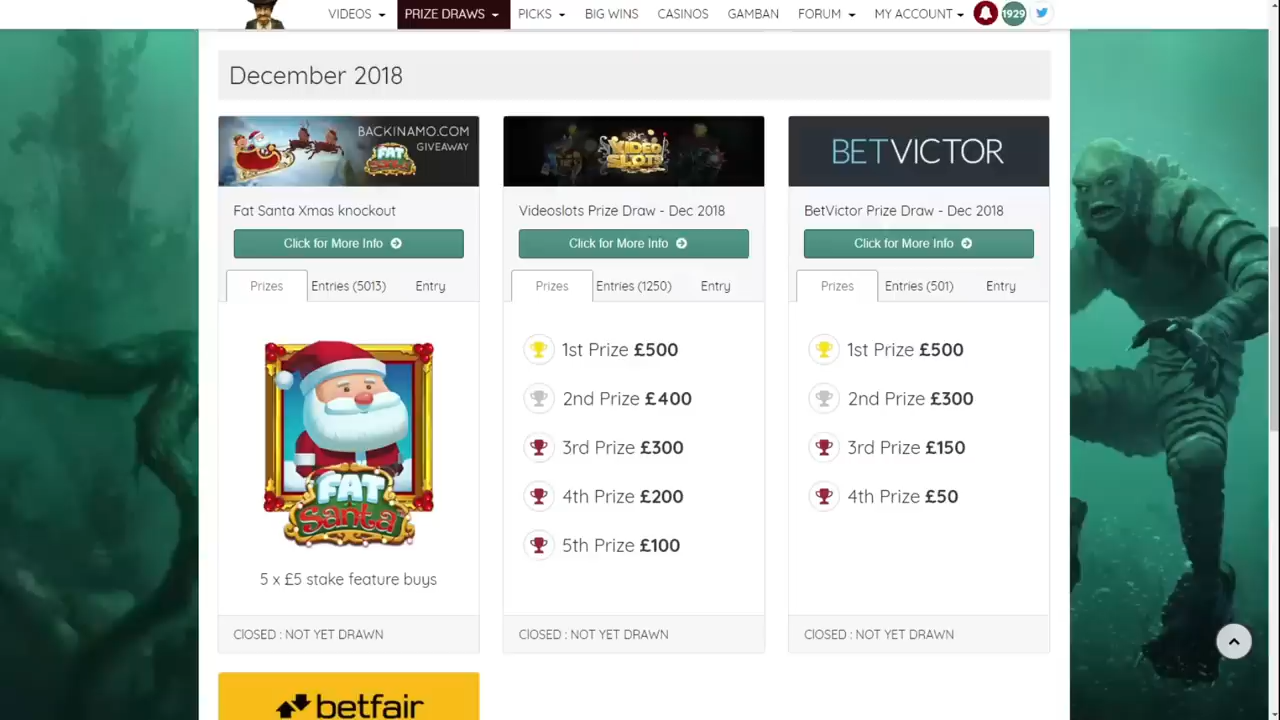 VIDEOS PRIZE DRAWS PICKS BIG WINS CASINOS GAMBAN FORUM MY ACCOUNT 1929
December 2018
BACKINAMO.COM
GIVEAWAY
FAT
Santa
VIDEO
SLOTS
BETVICTOR
Fat Santa Xmas knockout
Click for More Info
Prizes Entries (5013) Entry
FAT
Santa
5 x £5 stake feature buys
CLOSED : NOT YET DRAWN
Videoslots Prize Draw - Dec 2018
Click for More Info
Prizes Entries (1250) Entry
1st Prize £500
2nd Prize £400
3rd Prize £300
4th Prize £200
5th Prize £100
CLOSED : NOT YET DRAWN
BetVictor Prize Draw - Dec 2018
Click for More Info
Prizes Entries (501) Entry
1st Prize £500
2nd Prize £300
3rd Prize £150
4th Prize £50
CLOSED : NOT YET DRAWN
betfair